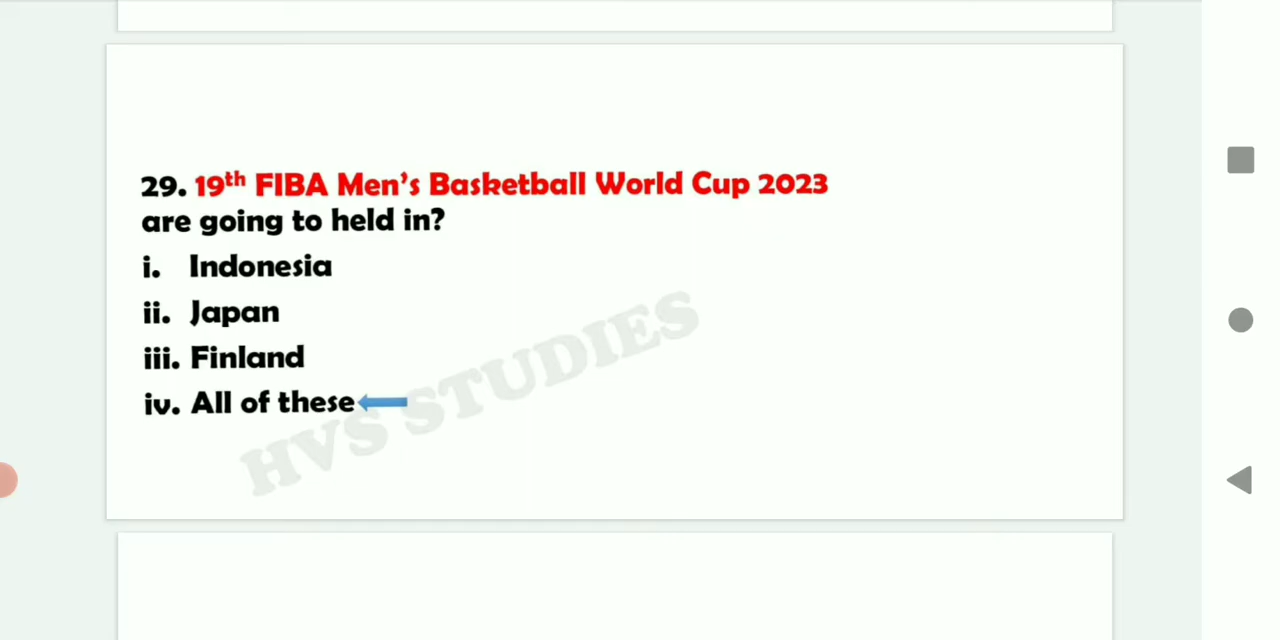 29. 19th FIBA Men's Basketball World Cup 2023
are going to held in?
i. Indonesia
ii. Japan
iii. Finland
iv. All of these
HVS STUDIES